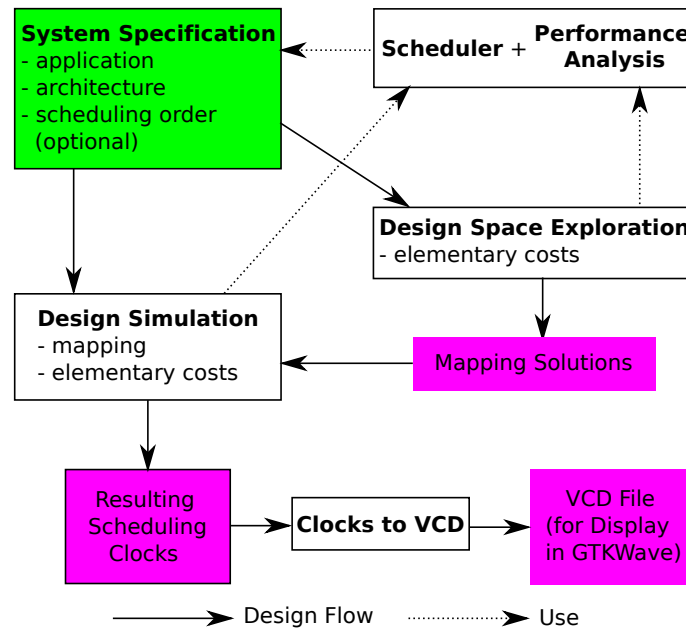 System Specification
- application
- architecture
- scheduling order
(optional)
Scheduler + Performance
Analysis
Design Space Exploration
- elementary costs
Design Simulation
- mapping
- elementary costs
Mapping Solutions
Resulting
Scheduling
Clocks
Clocks to VCD
VCD File
(for Display
in GTKWave)
Design Flow
Use